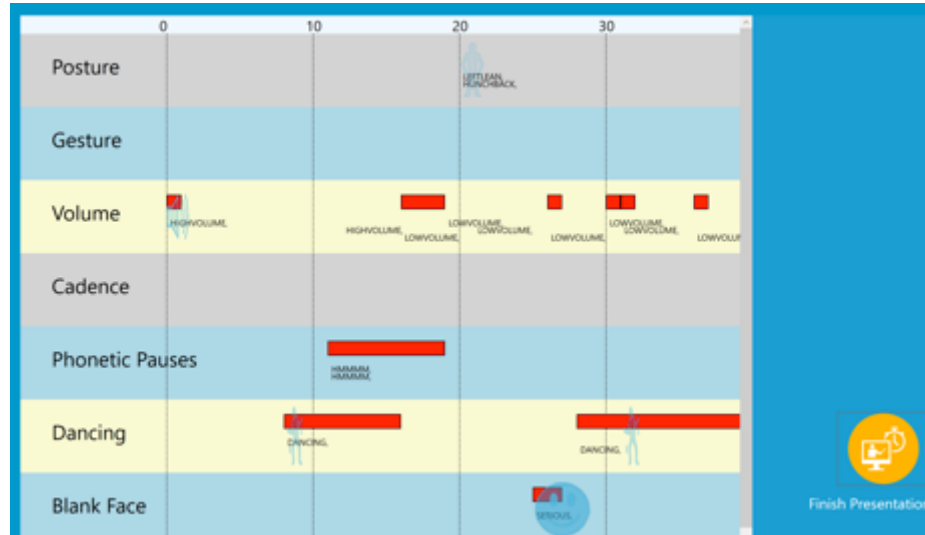 0 10 20 30
Posture
LEFTLEAN,
HUNCHBACK,
Gesture
Volume
HIGHVOLUME,
HIGHVOLUME,
LOWVOLUME,
LOWVOLUME,
LOWVOLUME,
LOWVOLUME,
LOWVOLUME,
LOWVOLUME,
LOWVOLU
Cadence
Phonetic Pauses
HMMMM,
HMMMM,
Dancing
DANCING,
DANCING,
Blank Face
SERIOUS,
Finish Presentation